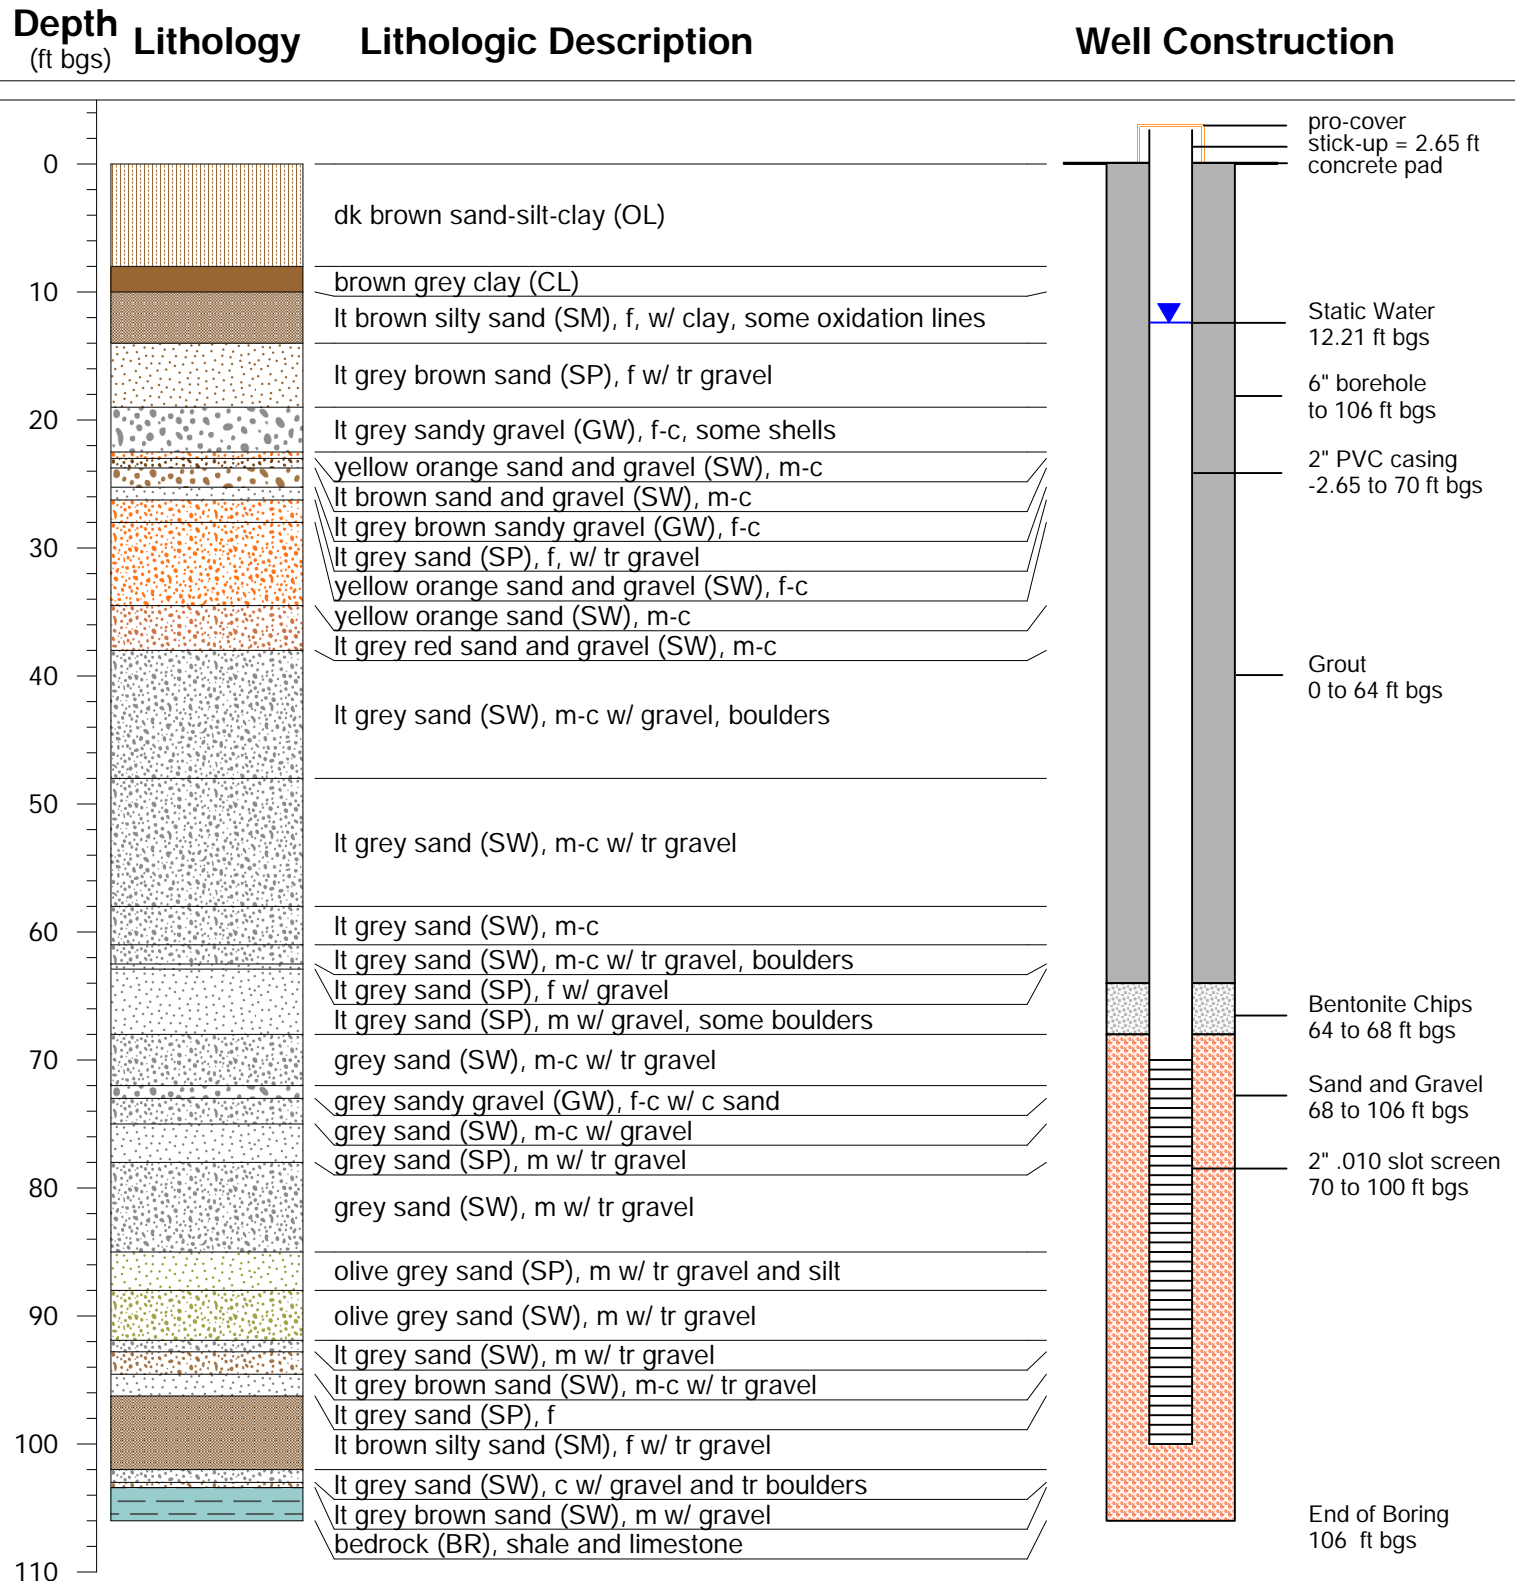 Depth
(ft bgs)
Lithology
Lithologic Description
Well Construction
0
10
20
30
40
50
60
70
80
90
100
110
dk brown sand-silt-clay (OL)
brown grey clay (CL)
lt brown silty sand (SM), f, w/ clay, some oxidation lines
lt grey brown sand (SP), f w/ tr gravel
lt grey sandy gravel (GW), f-c, some shells
yellow orange sand and gravel (SW), m-c
lt brown sand and gravel (SW), m-c
lt grey brown sandy gravel (GW), f-c
lt grey sand (SP), f, w/ tr gravel
yellow orange sand and gravel (SW), f-c
yellow orange sand (SW), m-c
lt grey red sand and gravel (SW), m-c
lt grey sand (SW), m-c w/ gravel, boulders
lt grey sand (SW), m-c w/ tr gravel
lt grey sand (SW), m-c
lt grey sand (SW), m-c w/ tr gravel, boulders
lt grey sand (SP), f w/ gravel
lt grey sand (SP), m w/ gravel, some boulders
grey sand (SW), m-c w/ tr gravel
grey sandy gravel (GW), f-c w/ c sand
grey sand (SW), m-c w/ gravel
grey sand (SP), m w/ tr gravel
grey sand (SW), m w/ tr gravel
olive grey sand (SP), m w/ tr gravel and silt
olive grey sand (SW), m w/ tr gravel
lt grey sand (SW), m w/ tr gravel
lt grey brown sand (SW), m-c w/ tr gravel
lt grey sand (SP), f
lt brown silty sand (SM), f w/ tr gravel
lt grey sand (SW), c w/ gravel and tr boulders
lt grey brown sand (SW), m w/ gravel
bedrock (BR), shale and limestone
pro-cover
stick-up = 2.65 ft
concrete pad
Static Water
12.21 ft bgs
6" borehole
to 106 ft bgs
2" PVC casing
-2.65 to 70 ft bgs
Grout
0 to 64 ft bgs
Bentonite Chips
64 to 68 ft bgs
Sand and Gravel
68 to 106 ft bgs
2" .010 slot screen
70 to 100 ft bgs
End of Boring
106 ft bgs